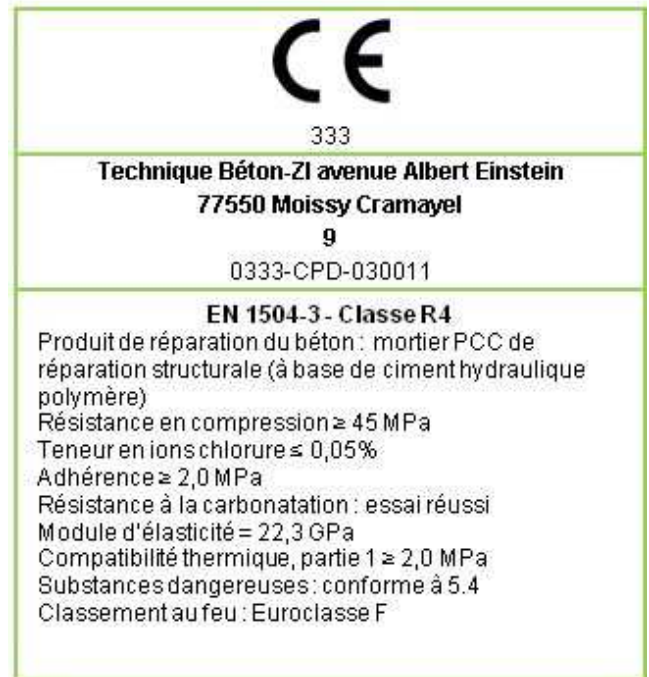 CE
333
Technique Béton-ZI avenue Albert Einstein
77550 Moissy Cramayel
9
0333-CPD-030011
EN 1504-3 - Classe R4
Produit de réparation du béton : mortier PCC de
réparation structurale (à base de ciment hydraulique
polymère)
Résistance en compression ≥ 45 MPa
Teneur en ions chlorure ≤ 0,05%
Adhérence ≥ 2,0 MPa
Résistance à la carbonatation : essai réussi
Module d'élasticité = 22,3 GPa
Compatibilité thermique, partie 1 ≥ 2,0 MPa
Substances dangereuses : conforme à 5.4
Classement au feu : Euroclasse F